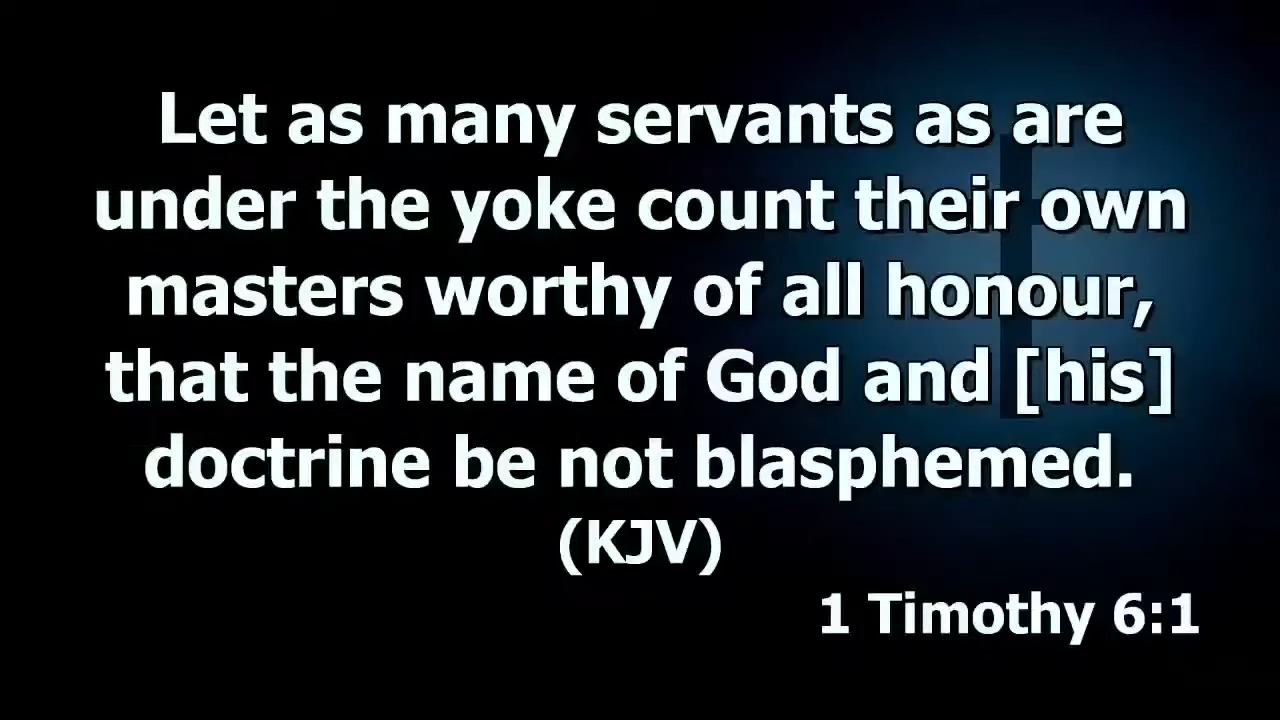 Let as many servants as are
under the yoke count their own
masters worthy of all honour,
that the name of God and [his]
doctrine be not blasphemed.
(KJV)
1 Timothy 6:1